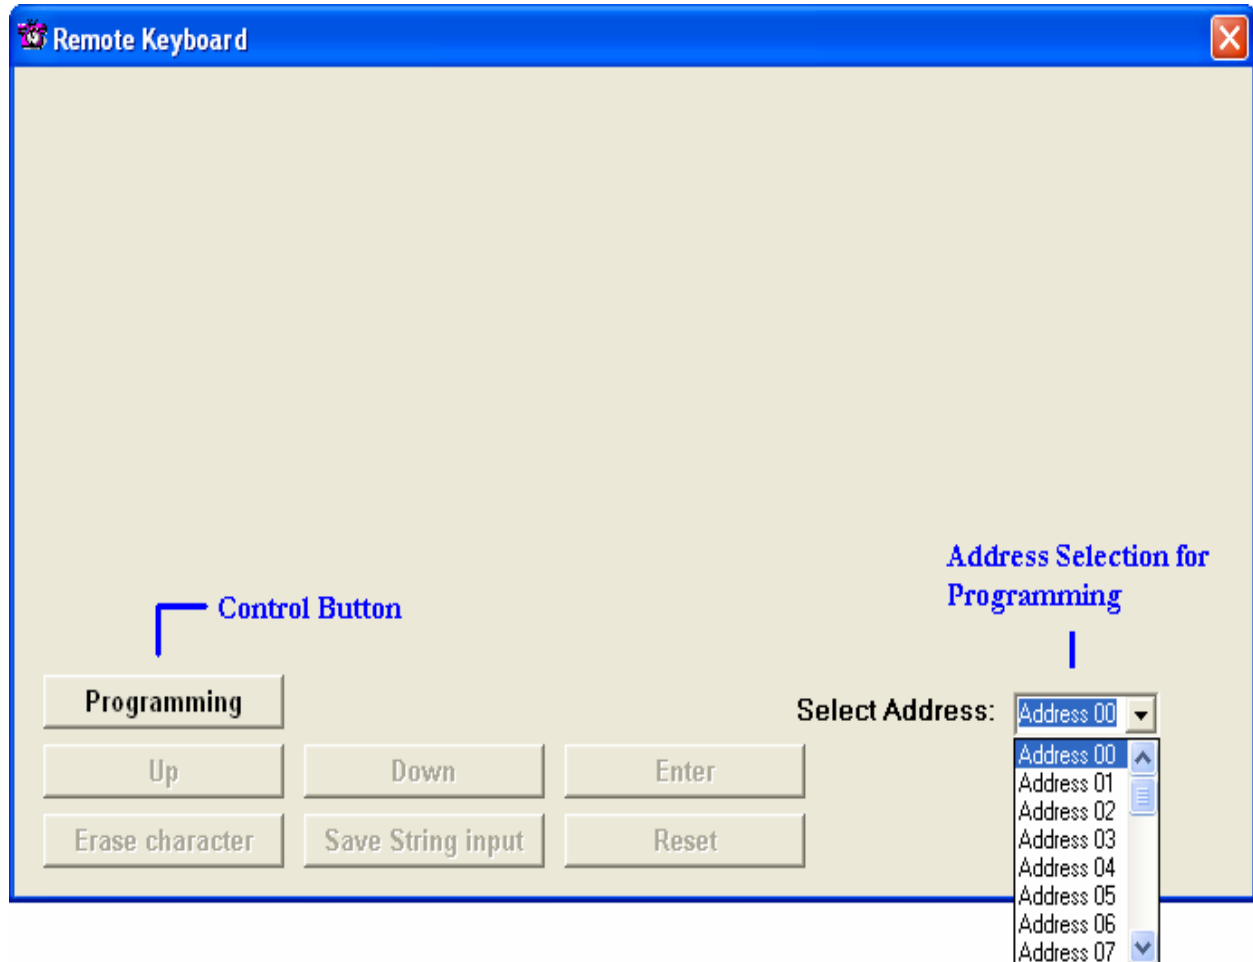 Remote Keyboard
Address Selection for
Programming
Control Button
Programming
Select Address: Address 00
Up Down Enter
Address 00
Address 01
Address 02
Erase character Save String input Reset
Address 03
Address 04
Address 05
Address 06
Address 07